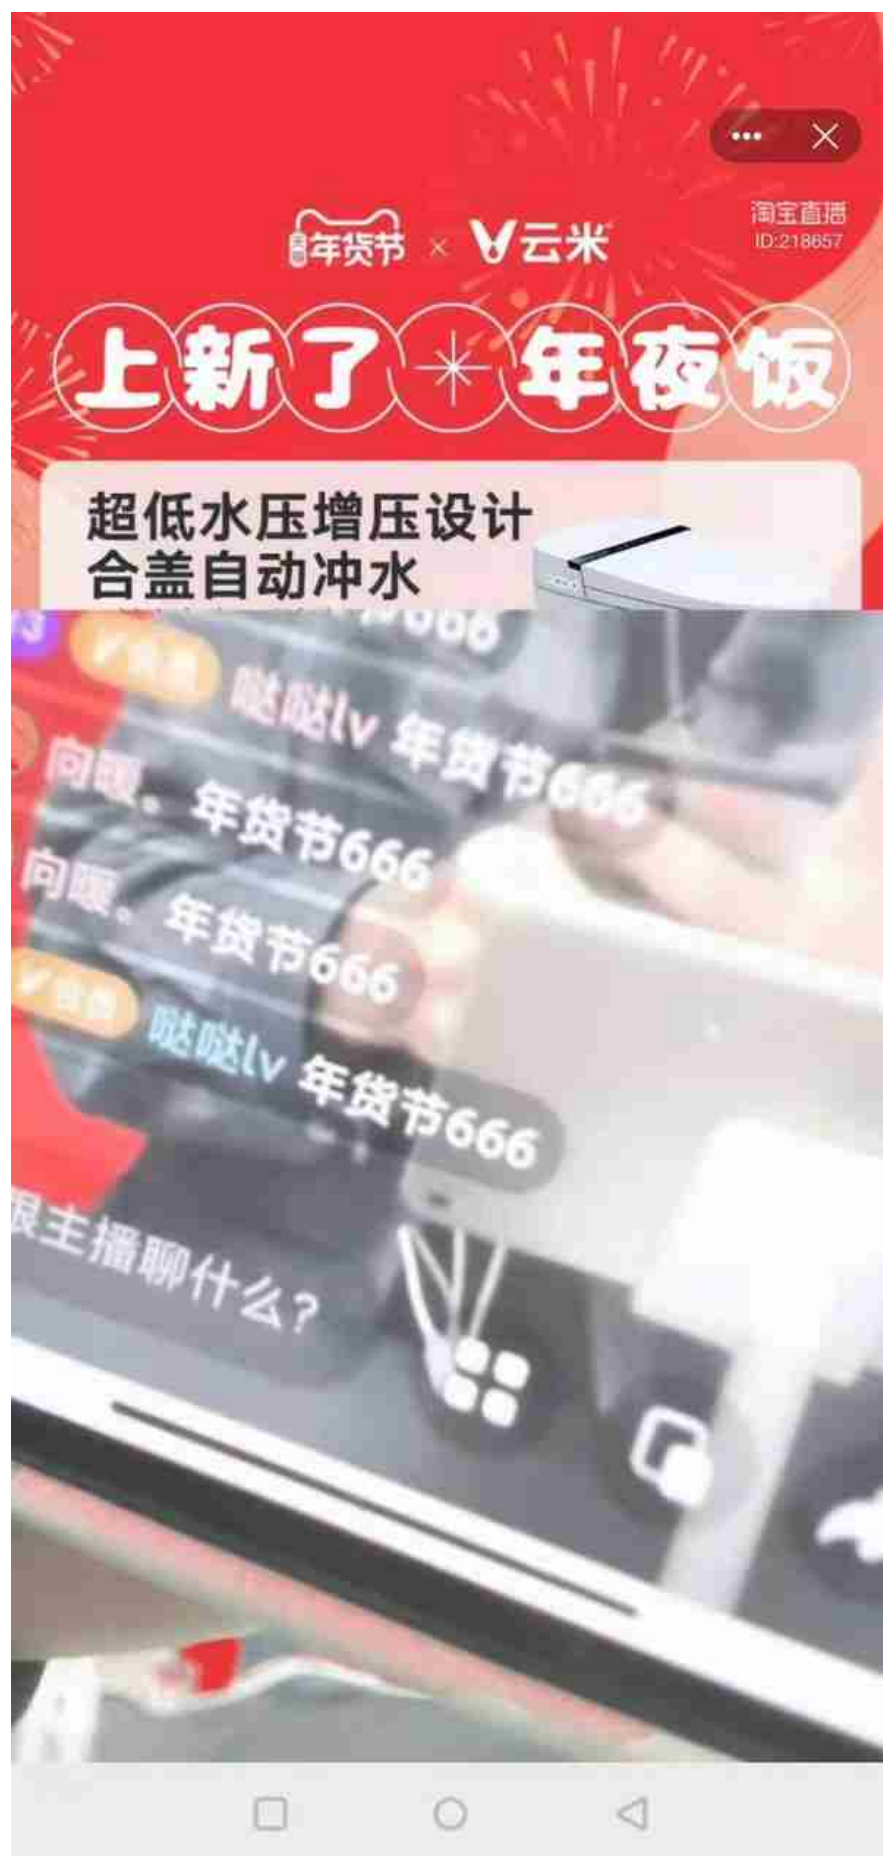 天猫年货节 × 云米
淘宝直播
ID:218657
上新了年夜饭
超低水压增压设计
合盖自动冲水
哒哒lv 年货节666
向暖。 年货节666
向暖。 年货节666
哒哒lv 年货节666
跟主播聊什么?